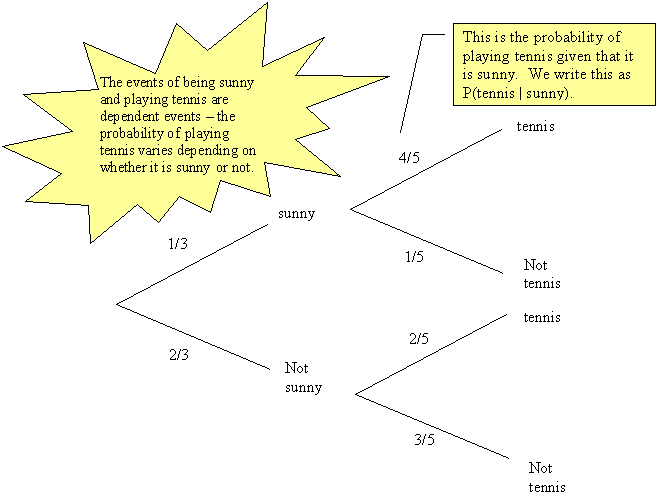 The events of being sunny
and playing tennis are
dependent events – the
probability of playing
tennis varies depending on
whether it is sunny or not.
This is the probability of
playing tennis given that it
is sunny. We write this as
P(tennis | sunny).
tennis
4/5
sunny
1/3
1/5
Not
tennis
tennis
2/5
2/3
Not
sunny
3/5
Not
tennis